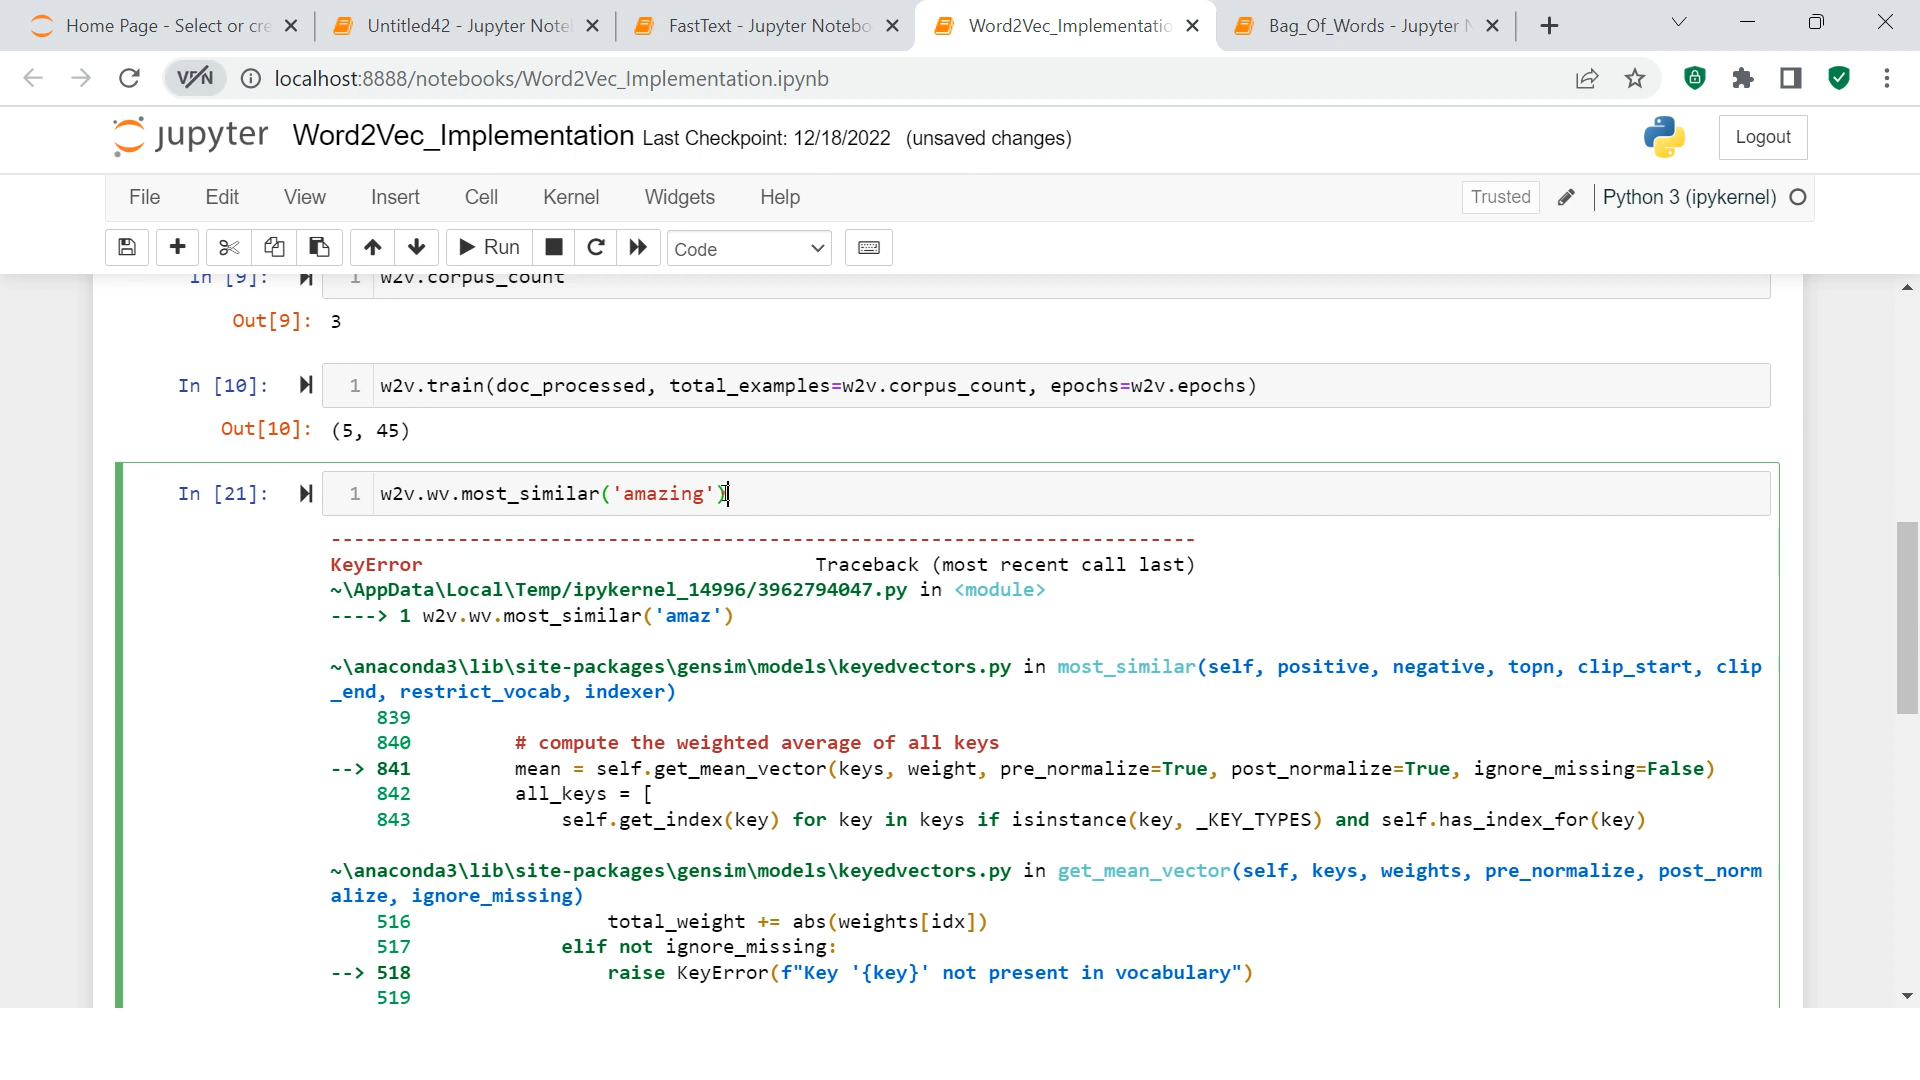 Home Page - Select or cre
Untitled42 - Jupyter Note
FastText - Jupyter Notebo
Word2Vec_Implementatio
Bag_Of_Words - Jupyter N
VPN
localhost:8888/notebooks/Word2Vec_Implementation.ipynb
jupyter Word2Vec_Implementation Last Checkpoint: 12/18/2022 (unsaved changes)
Logout
File Edit View Insert Cell Kernel Widgets Help Trusted Python 3 (ipykernel)
Run Code
In [9]: 1 w2v.corpus_count
Out[9]: 3
In [10]: 1 w2v.train(doc_processed, total_examples=w2v.corpus_count, epochs=w2v.epochs)
Out[10]: (5, 45)
In [21]: 1 w2v.wv.most_similar('amazing')
---------------------------------------------------------------------------
KeyError Traceback (most recent call last)
~\AppData\Local\Temp/ipykernel_14996/3962794047.py in <module>
----> 1 w2v.wv.most_similar('amaz')
~\anaconda3\lib\site-packages\gensim\models\keyedvectors.py in most_similar(self, positive, negative, topn, clip_start, clip
_end, restrict_vocab, indexer)
839
840 # compute the weighted average of all keys
--> 841 mean = self.get_mean_vector(keys, weight, pre_normalize=True, post_normalize=True, ignore_missing=False)
842 all_keys = [
843 self.get_index(key) for key in keys if isinstance(key, _KEY_TYPES) and self.has_index_for(key)
~\anaconda3\lib\site-packages\gensim\models\keyedvectors.py in get_mean_vector(self, keys, weights, pre_normalize, post_norm
alize, ignore_missing)
516 total_weight += abs(weights[idx])
517 elif not ignore_missing:
--> 518 raise KeyError(f"Key '{key}' not present in vocabulary")
519